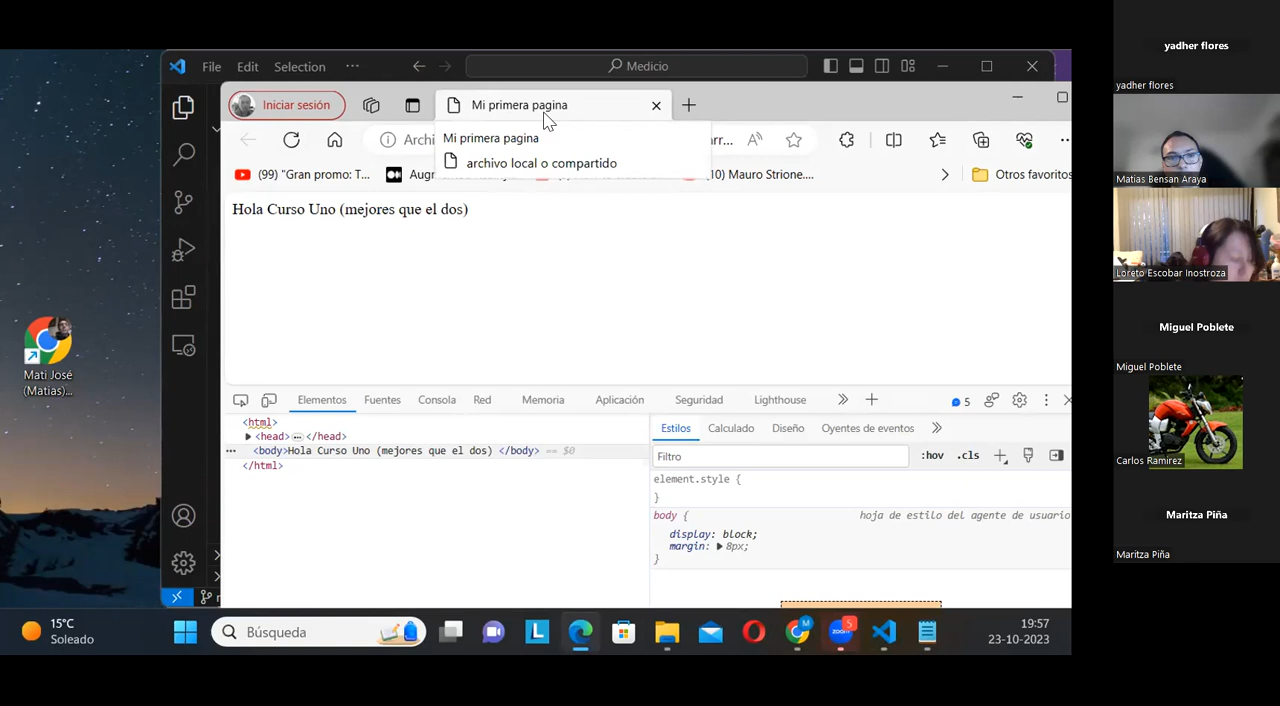 File Edit Selection ··· Medicio
Iniciar sesión Mi primera pagina
Archi arr...
Mi primera pagina
archivo local o compartido
(99) "Gran promo: T... Aug (10) Mauro Strione.... Otros favoritos
Hola Curso Uno (mejores que el dos)
Mati José
(Matias)...
Elementos Fuentes Consola Red Memoria Aplicación Seguridad Lighthouse 5
<html>
<head>…</head>
<body>Hola Curso Uno (mejores que el dos) </body> == $0
</html>
Estilos Calculado Diseño Oyentes de eventos
Filtro :hov .cls
element.style {
}
body { hoja de estilo del agente de usuario
display: block;
margin: 8px;
}
15°C
Soleado
Búsqueda
L
M
zoom
5
19:57
23-10-2023
yadher flores
yadher flores
Matias Bensan Araya
Loreto Escobar Inostroza
Miguel Poblete
Miguel Poblete
Carlos Ramirez
Maritza Piña
Maritza Piña